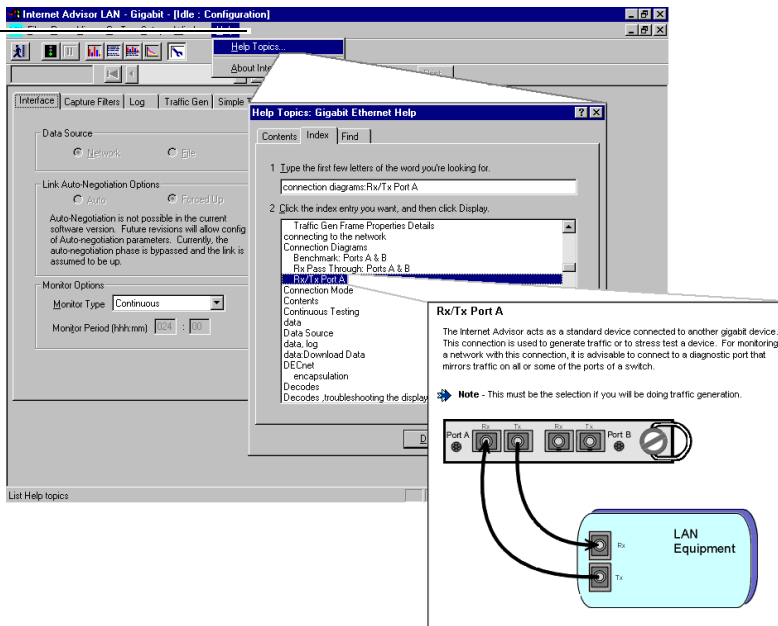 Internet Advisor LAN - Gigabit - [Idle : Configuration]
Help
Help Topics...
About Inte
Interface Capture Filters Log Traffic Gen Simple
Data Source
Network File
Link Auto-Negotiation Options
Auto Forced Up
Auto-Negotiation is not possible in the current
software version. Future revisions will allow config
of Auto-negotiation parameters. Currently, the
auto-negotiation phase is bypassed and the link is
assumed to be up.
Monitor Options
Monitor Type Continuous
Monitor Period (hhh:mm) 024 : 00
List Help topics
Help Topics: Gigabit Ethernet Help
Contents Index Find
1 Type the first few letters of the word you're looking for.
connection diagrams:Rx/Tx Port A
2 Click the index entry you want, and then click Display.
Traffic Gen Frame Properties Details
connecting to the network
Connection Diagrams
Benchmark: Ports A & B
Rx Pass Through: Ports A & B
Rx/Tx Port A
Connection Mode
Contents
Continuous Testing
data
Data Source
data, log
data:Download Data
DECnet
encapsulation
Decodes
Decodes ,troubleshooting the display
D
Rx/Tx Port A
The Internet Advisor acts as a standard device connected to another gigabit device.
This connection is used to generate traffic or to stress test a device. For monitoring
a network with this connection, it is advisable to connect to a diagnostic port that
mirrors traffic on all or some of the ports of a switch.
Note - This must be the selection if you will be doing traffic generation.
Port A Rx Tx Rx Tx Port B
LAN
Equipment
Rx
Tx